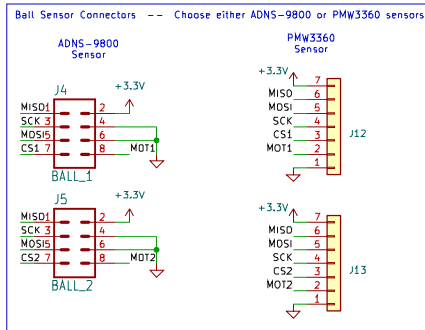 Ball Sensor Connectors -- Choose either ADNS-9800 or PMW3360 sensors
ADNS-9800
Sensor
PMW3360
Sensor
+3.3V
J4
MISO 1 2
SCK 3 4
MOSI 5 6
CS1 7 8 MOT1
BALL_1
+3.3V
7
MISO 6
MOSI 5
SCK 4
CS1 3 J12
MOT1 2
1
+3.3V
J5
MISO 1 2
SCK 3 4
MOSI 5 6
CS2 7 8 MOT2
BALL_2
+3.3V
7
MISO 6
MOSI 5
SCK 4
CS2 3 J13
MOT2 2
1